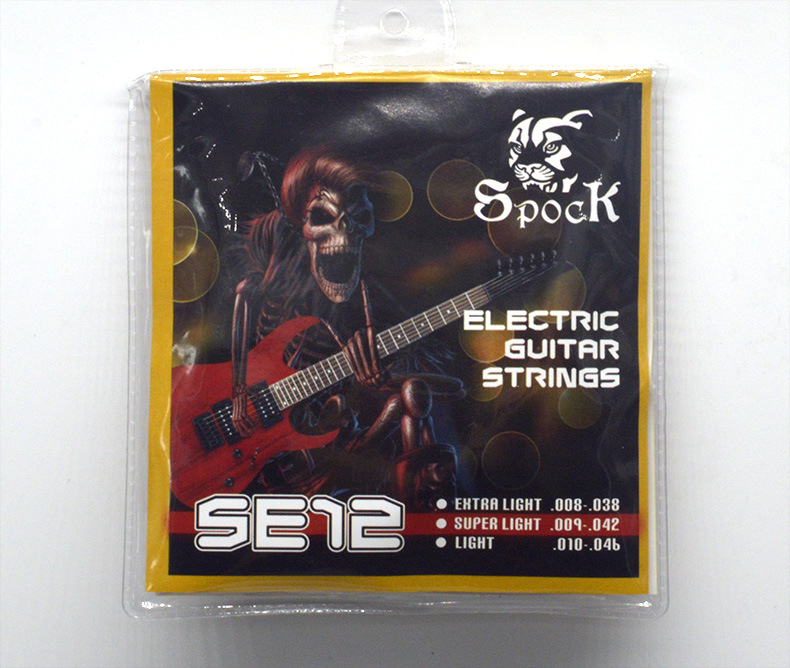 Spock
ELECTRIC
GUITAR
STRINGS
SE12
EXTRA LIGHT .008-.038
SUPER LIGHT .009-.042
LIGHT .010-.046